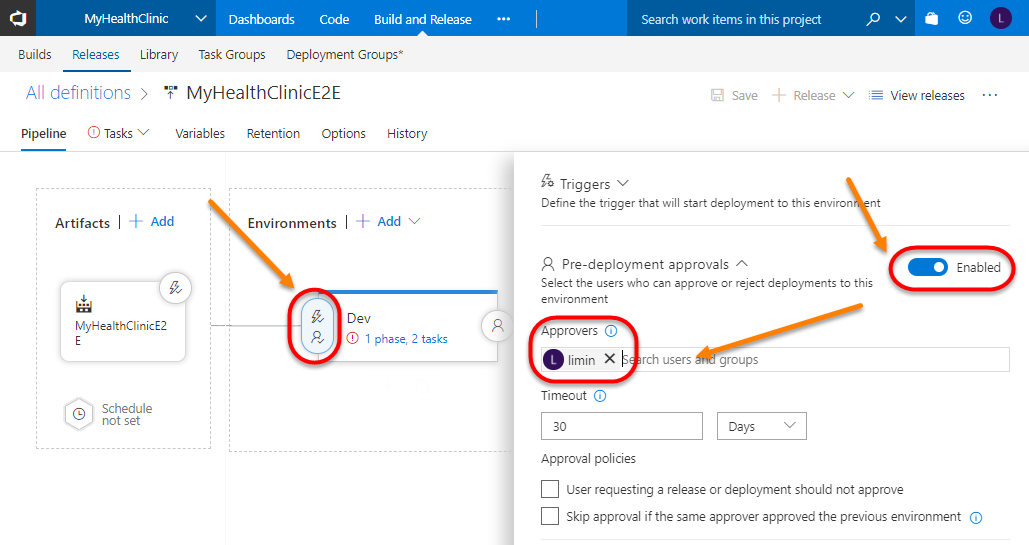 MyHealthClinic
Dashboards
Code
Build and Release
Search work items in this project
L
Builds
Releases
Library
Task Groups
Deployment Groups*
All definitions
MyHealthClinicE2E
Save
Release
View releases
Pipeline
Tasks
Variables
Retention
Options
History
Artifacts
Add
MyHealthClinicE2
E
Schedule
not set
Environments
Add
Dev
1 phase, 2 tasks
Triggers
Define the trigger that will start deployment to this environment
Pre-deployment approvals
Enabled
Select the users who can approve or reject deployments to this
environment
Approvers
L limin Search users and groups
Timeout
30
Days
Approval policies
User requesting a release or deployment should not approve
Skip approval if the same approver approved the previous environment